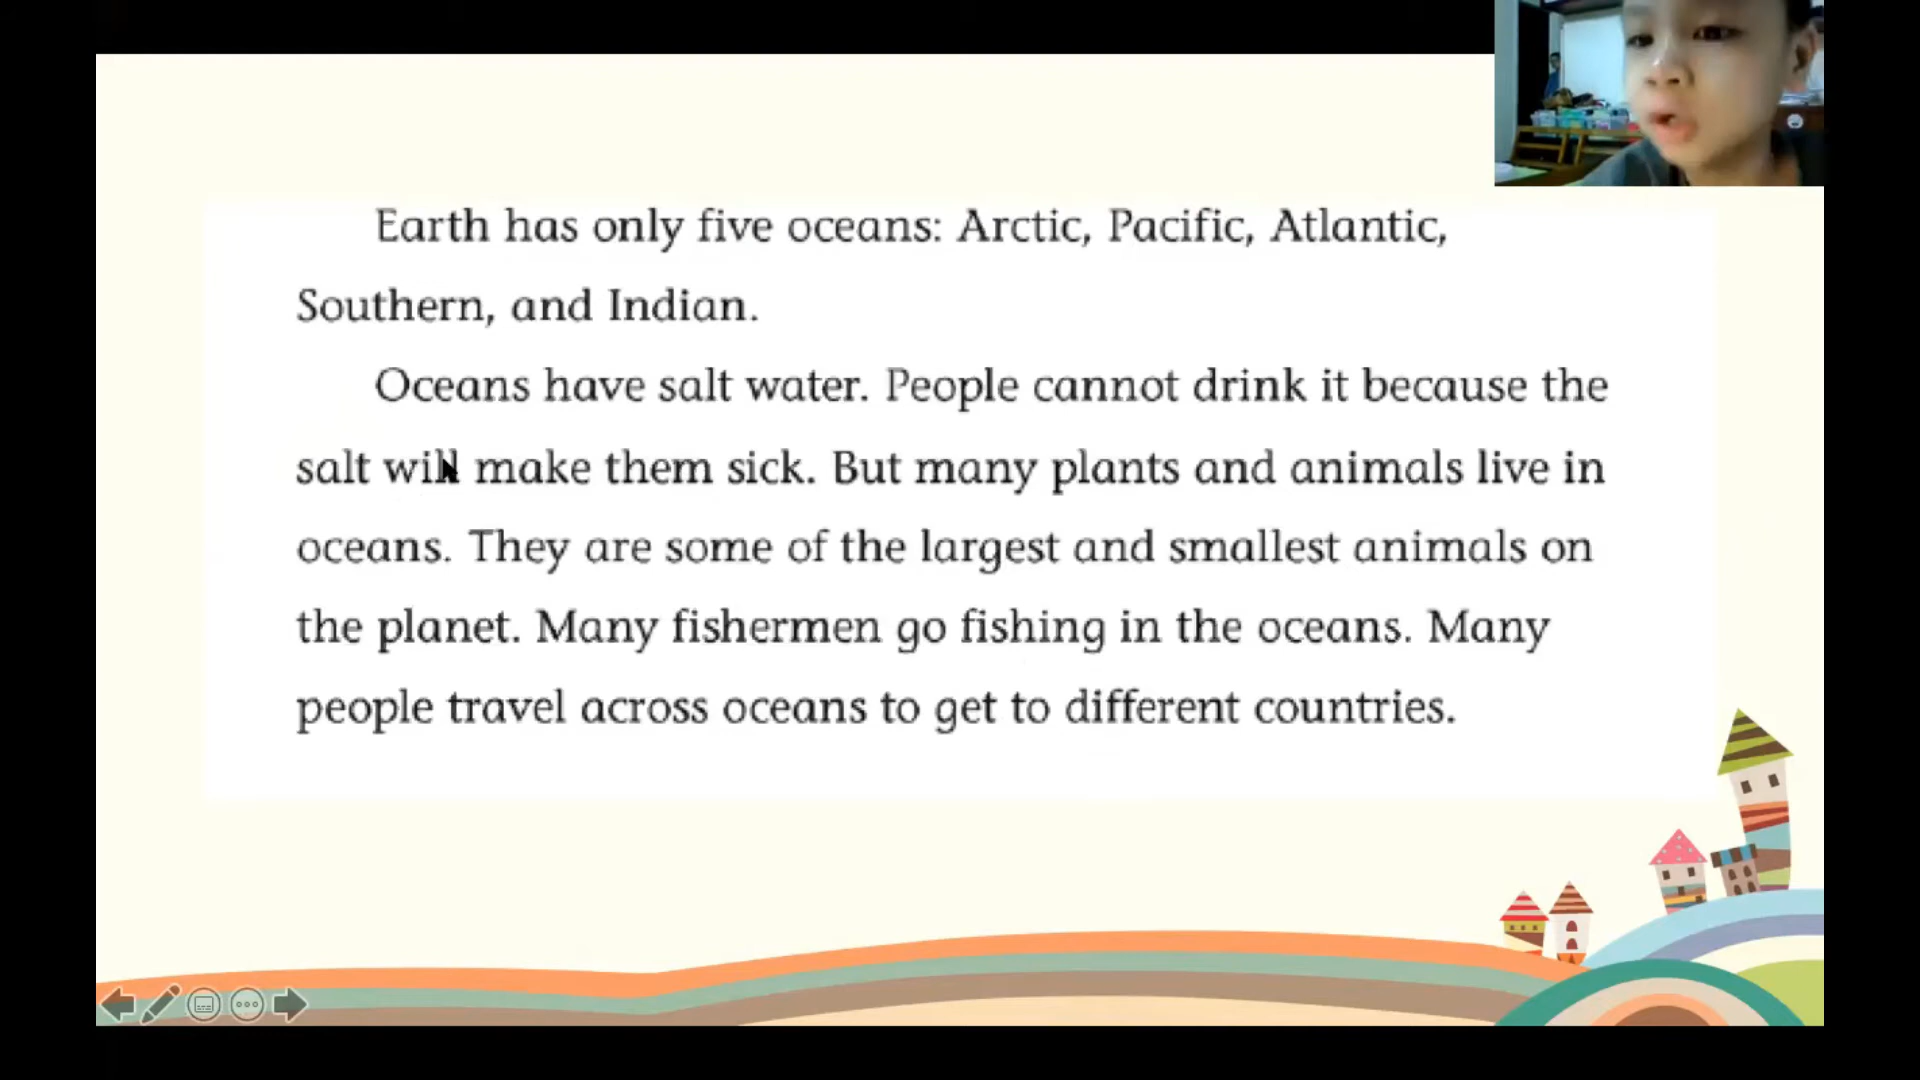 Earth has only five oceans: Arctic, Pacific, Atlantic,
Southern, and Indian.
Oceans have salt water. People cannot drink it because the
salt will make them sick. But many plants and animals live in
oceans. They are some of the largest and smallest animals on
the planet. Many fishermen go fishing in the oceans. Many
people travel across oceans to get to different countries.